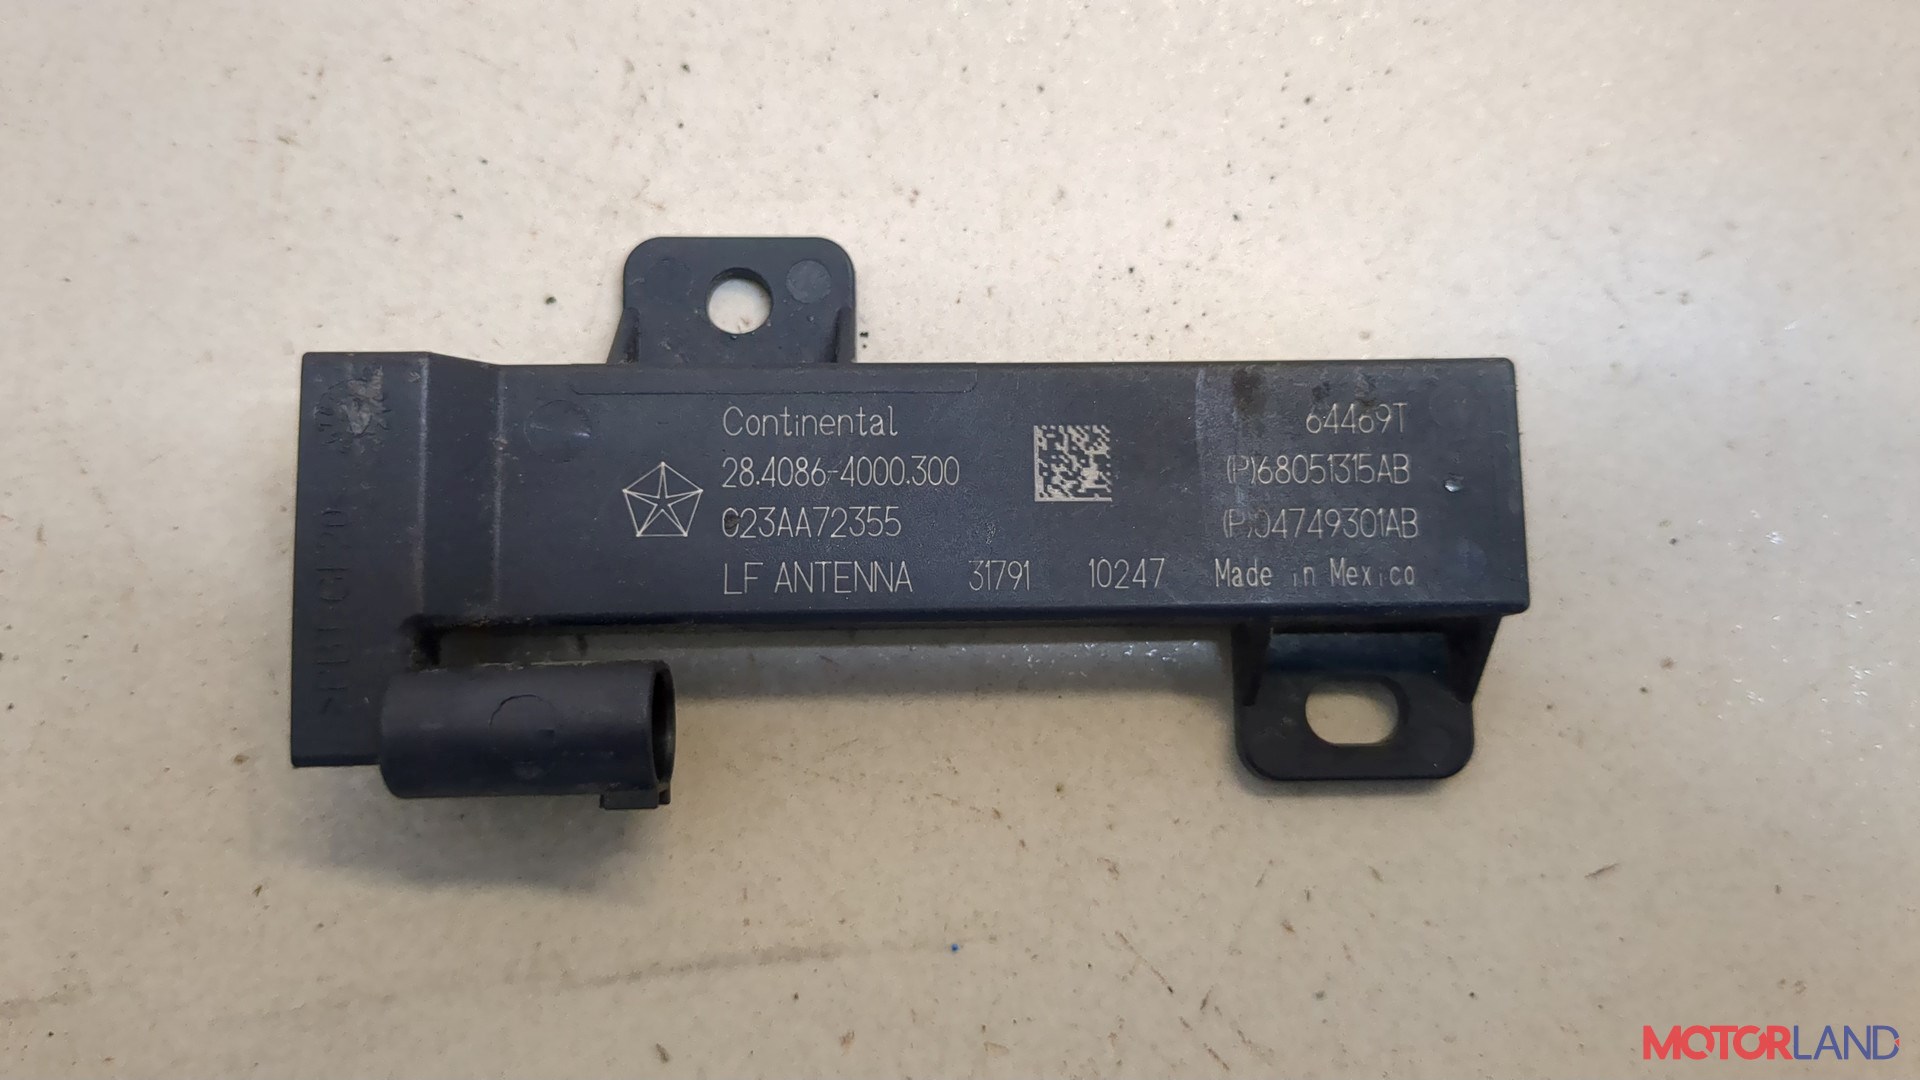 Continental
28.4086-4000.300
C23AA72355
LF ANTENNA 31791 10247
64469T
(P)68051315AB
(P)04749301AB
Made in Mexico
MOTORLAND